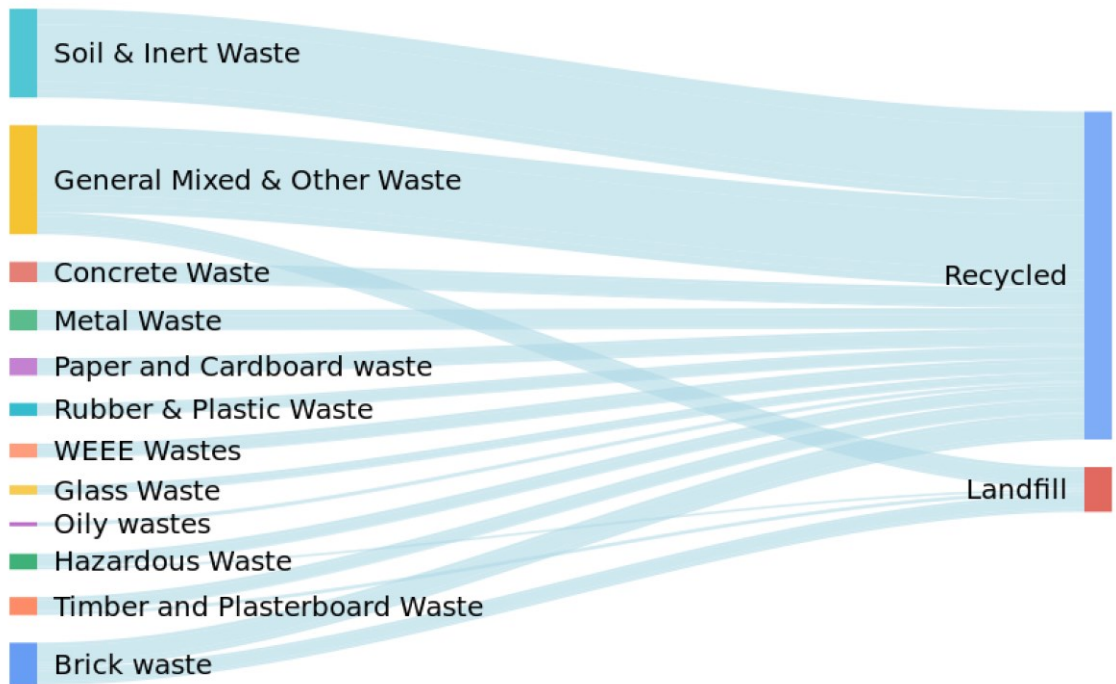 Soil & Inert Waste
General Mixed & Other Waste
Concrete Waste
Metal Waste
Paper and Cardboard waste
Rubber & Plastic Waste
WEEE Wastes
Glass Waste
Oily wastes
Hazardous Waste
Timber and Plasterboard Waste
Brick waste
Recycled
Landfill